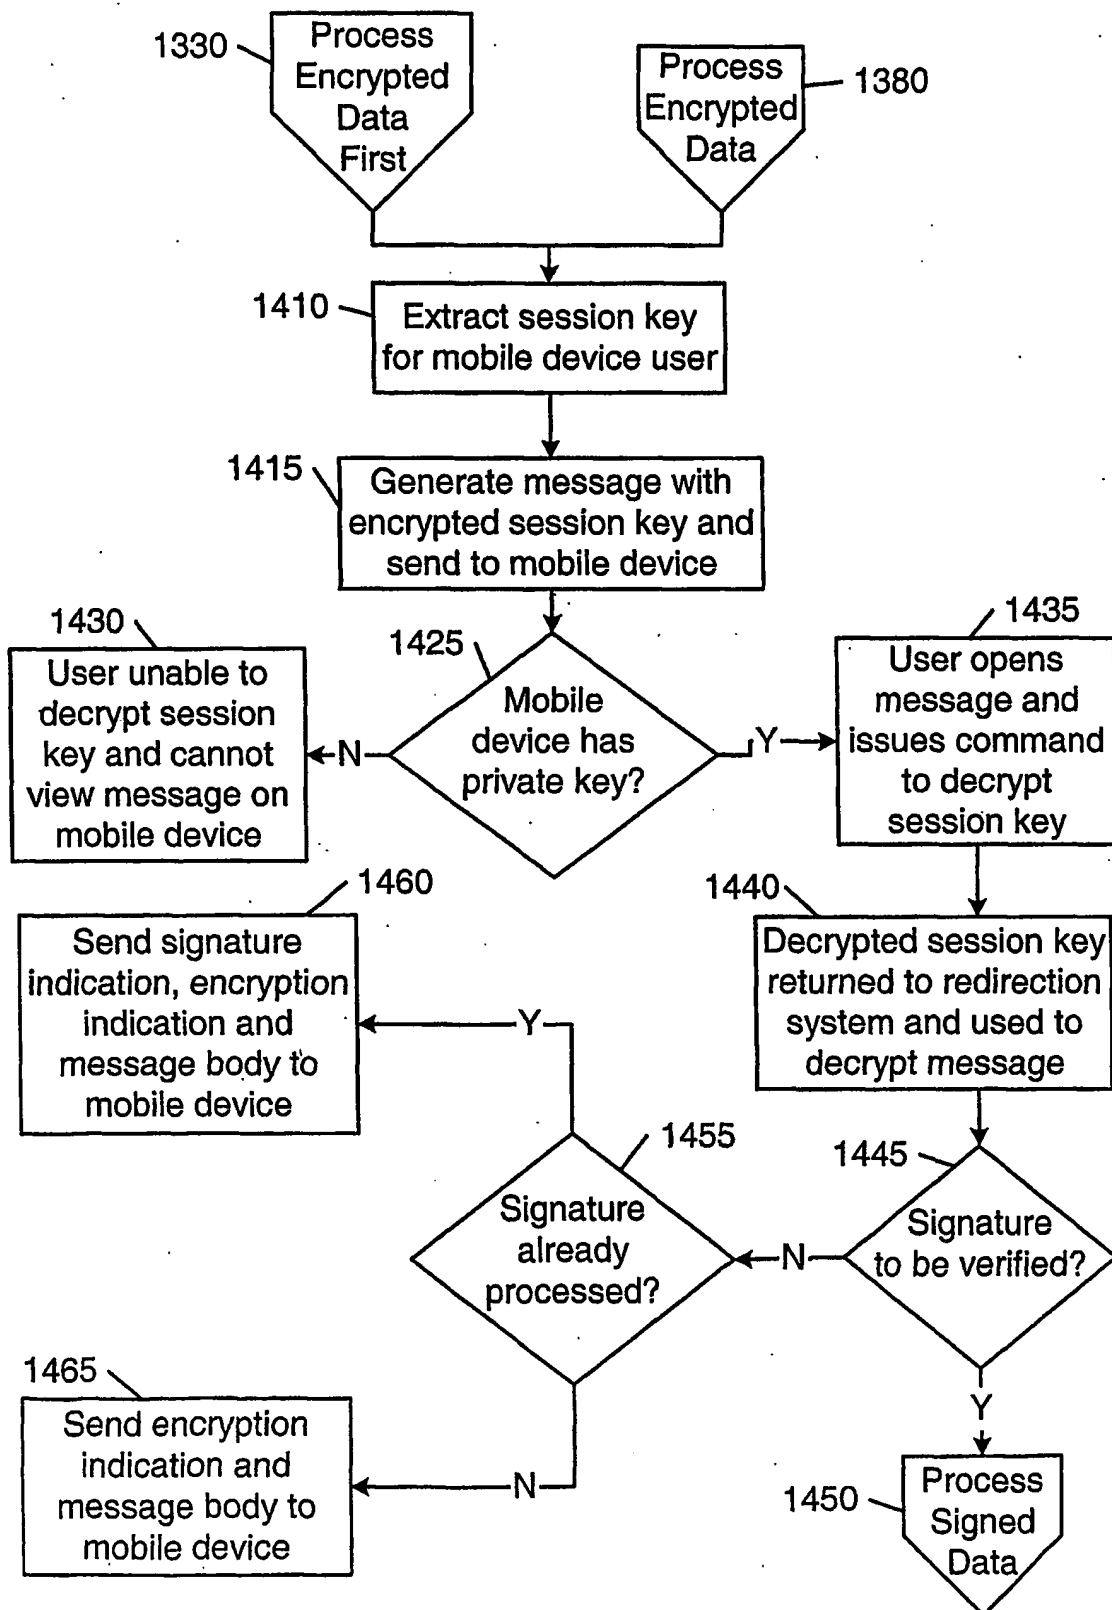 1330
Process
Encrypted
Data
First
Process
Encrypted
Data
1380
1410
Extract session key
for mobile device user
1415
Generate message with
encrypted session key and
send to mobile device
1430
User unable to
decrypt session
key and cannot
view message on
mobile device
N
1425
Mobile
device has
private key?
Y
1435
User opens
message and
issues command
to decrypt
session key
1460
Send signature
indication, encryption
indication and
message body to
mobile device
Y
1440
Decrypted session key
returned to redirection
system and used to
decrypt message
1455
Signature
already
processed?
N
1445
Signature
to be verified?
1465
Send encryption
indication and
message body to
mobile device
N
Y
1450
Process
Signed
Data